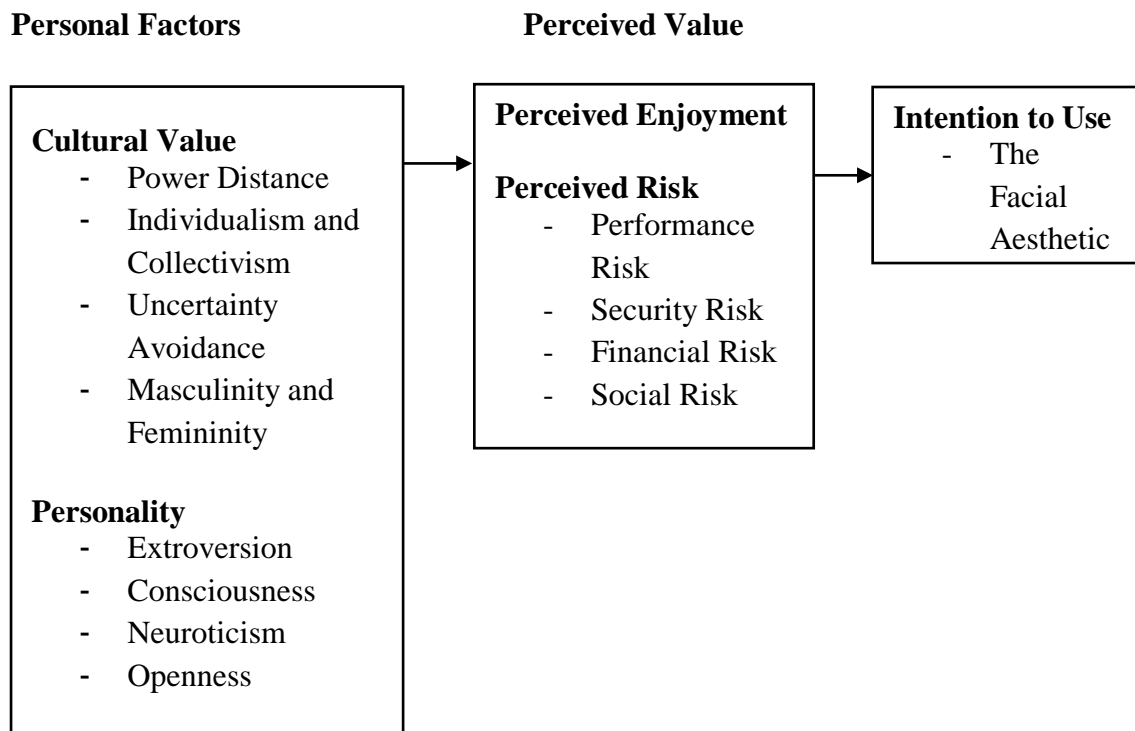 Personal Factors
Perceived Value
Cultural Value
- Power Distance
- Individualism and
Collectivism
- Uncertainty
Avoidance
- Masculinity and
Femininity
Personality
- Extroversion
- Consciousness
- Neuroticism
- Openness
Perceived Enjoyment
Perceived Risk
- Performance
Risk
- Security Risk
- Financial Risk
- Social Risk
Intention to Use
- The
Facial
Aesthetic